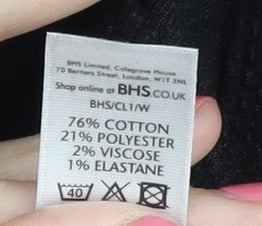 BHS Limited, Collegrove House
70 Berners Street, London, W1T 3NL
Shop online at BHS.CO.UK
BHS/CL1/W
76% COTTON
21% POLYESTER
2% VISCOSE
1% ELASTANE
40